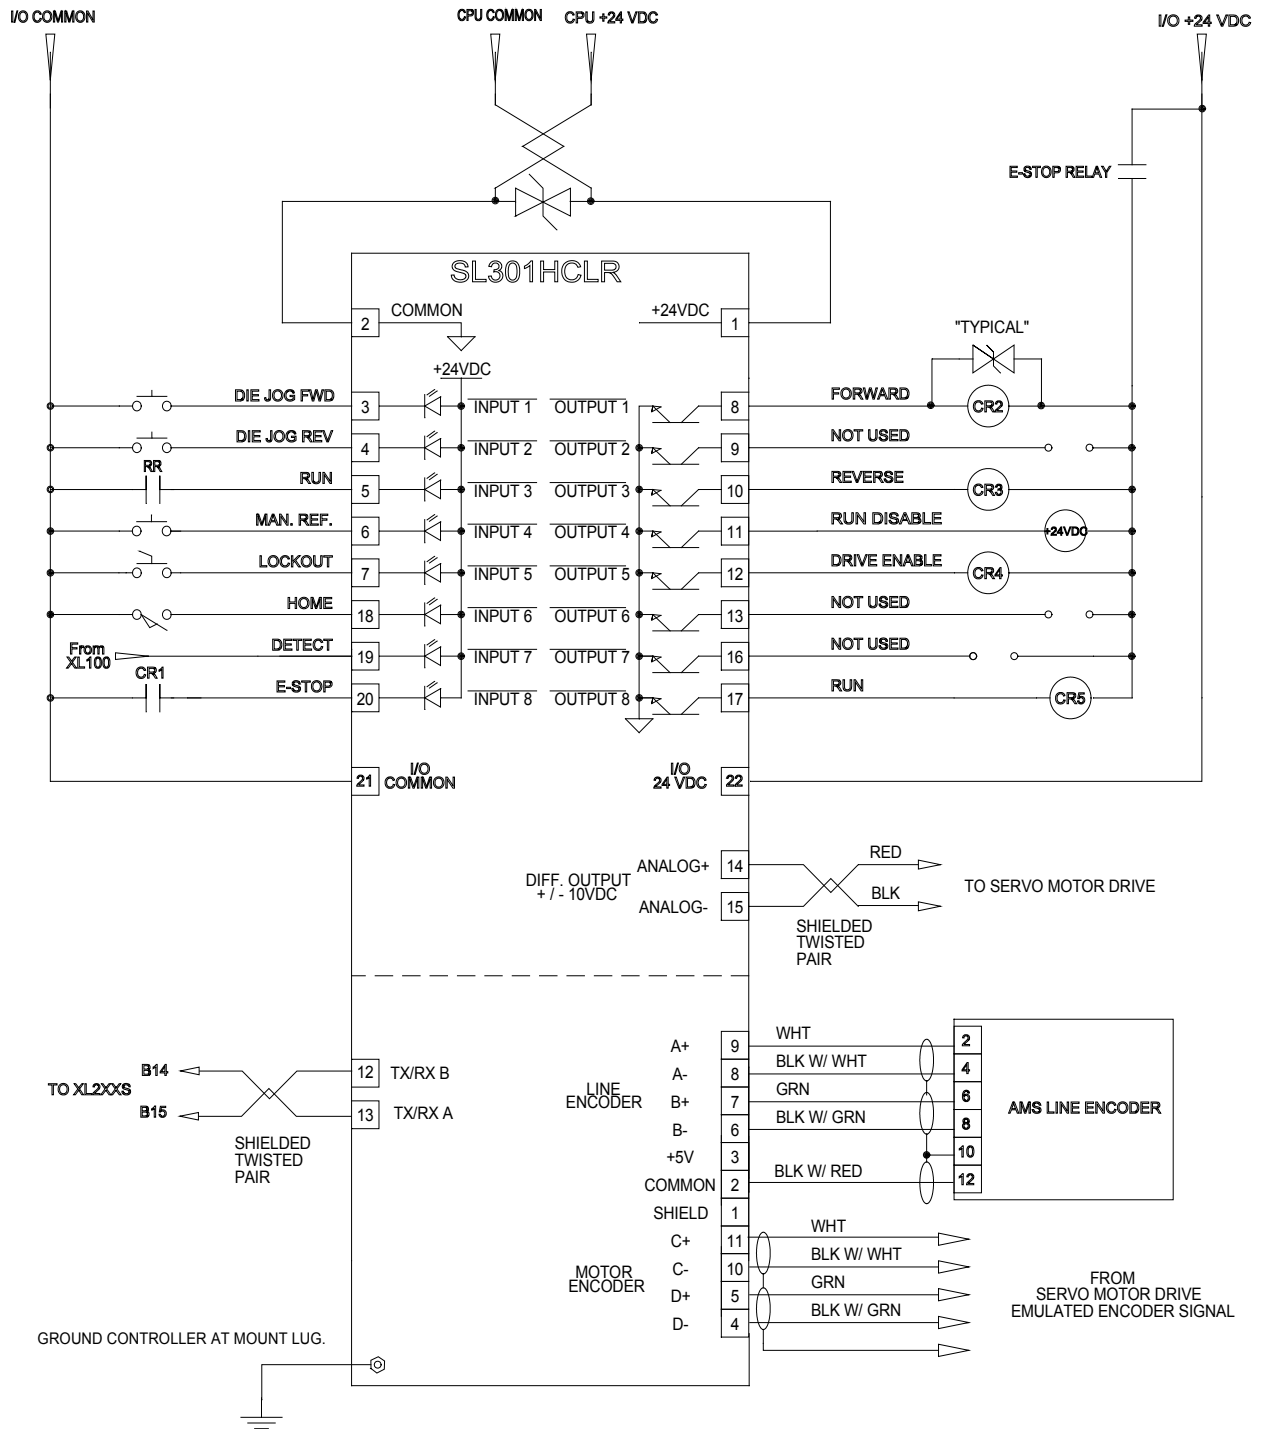 I/O COMMON
CPU COMMON
CPU +24 VDC
I/O +24 VDC
E-STOP RELAY
SL301HCLR
2 COMMON
+24VDC 1
"TYPICAL"
+24VDC
DIE JOG FWD 3 INPUT 1 OUTPUT 1 8 FORWARD CR2
DIE JOG REV 4 INPUT 2 OUTPUT 2 9 NOT USED
RR
RUN 5 INPUT 3 OUTPUT 3 10 REVERSE CR3
MAN. REF. 6 INPUT 4 OUTPUT 4 11 RUN DISABLE +24VDC
LOCKOUT 7 INPUT 5 OUTPUT 5 12 DRIVE ENABLE CR4
HOME 18 INPUT 6 OUTPUT 6 13 NOT USED
From
XL100
DETECT 19 INPUT 7 OUTPUT 7 16 NOT USED
CR1
E-STOP 20 INPUT 8 OUTPUT 8 17 RUN CR5
21 I/O
COMMON
I/O
24 VDC 22
DIFF. OUTPUT
+ / - 10VDC
ANALOG+ 14 RED
ANALOG- 15 BLK
TO SERVO MOTOR DRIVE
SHIELDED
TWISTED
PAIR
TO XL2XXS
B14 12 TX/RX B
B15 13 TX/RX A
SHIELDED
TWISTED
PAIR
LINE
ENCODER
A+ 9 WHT 2
A- 8 BLK W/ WHT 4
B+ 7 GRN 6
B- 6 BLK W/ GRN 8
+5V 3 10
COMMON 2 BLK W/ RED 12
SHIELD 1
AMS LINE ENCODER
MOTOR
ENCODER
C+ 11 WHT
C- 10 BLK W/ WHT
D+ 5 GRN
D- 4 BLK W/ GRN
FROM
SERVO MOTOR DRIVE
EMULATED ENCODER SIGNAL
GROUND CONTROLLER AT MOUNT LUG.